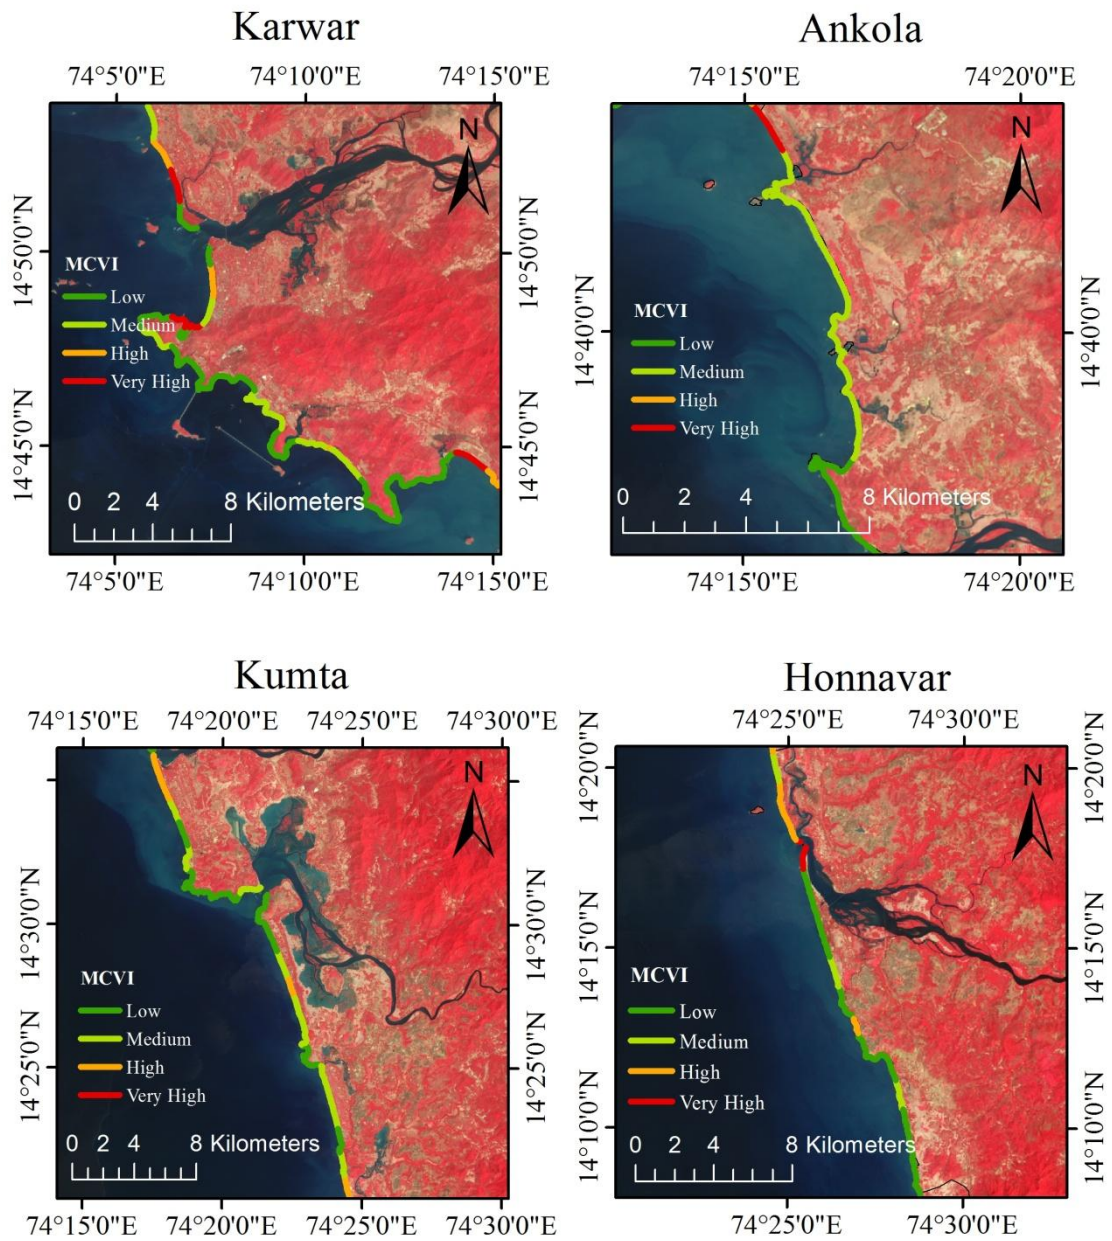 Karwar
74°5'0"E 74°10'0"E 74°15'0"E
N
14°50'0"N
14°50'0"N
14°45'0"N
14°45'0"N
MCVI
Low
Medium
High
Very High
0 2 4 8 Kilometers
74°5'0"E 74°10'0"E 74°15'0"E
Ankola
74°15'0"E 74°20'0"E
N
14°40'0"N
14°40'0"N
MCVI
Low
Medium
High
Very High
0 2 4 8 Kilometers
74°15'0"E 74°20'0"E
Kumta
74°15'0"E 74°20'0"E 74°25'0"E 74°30'0"E
N
14°30'0"N
14°30'0"N
14°25'0"N
14°25'0"N
MCVI
Low
Medium
High
Very High
0 2 4 8 Kilometers
74°15'0"E 74°20'0"E 74°25'0"E 74°30'0"E
Honnavar
74°25'0"E 74°30'0"E
N
14°20'0"N
14°20'0"N
14°15'0"N
14°15'0"N
14°10'0"N
14°10'0"N
MCVI
Low
Medium
High
Very High
0 2 4 8 Kilometers
74°25'0"E 74°30'0"E